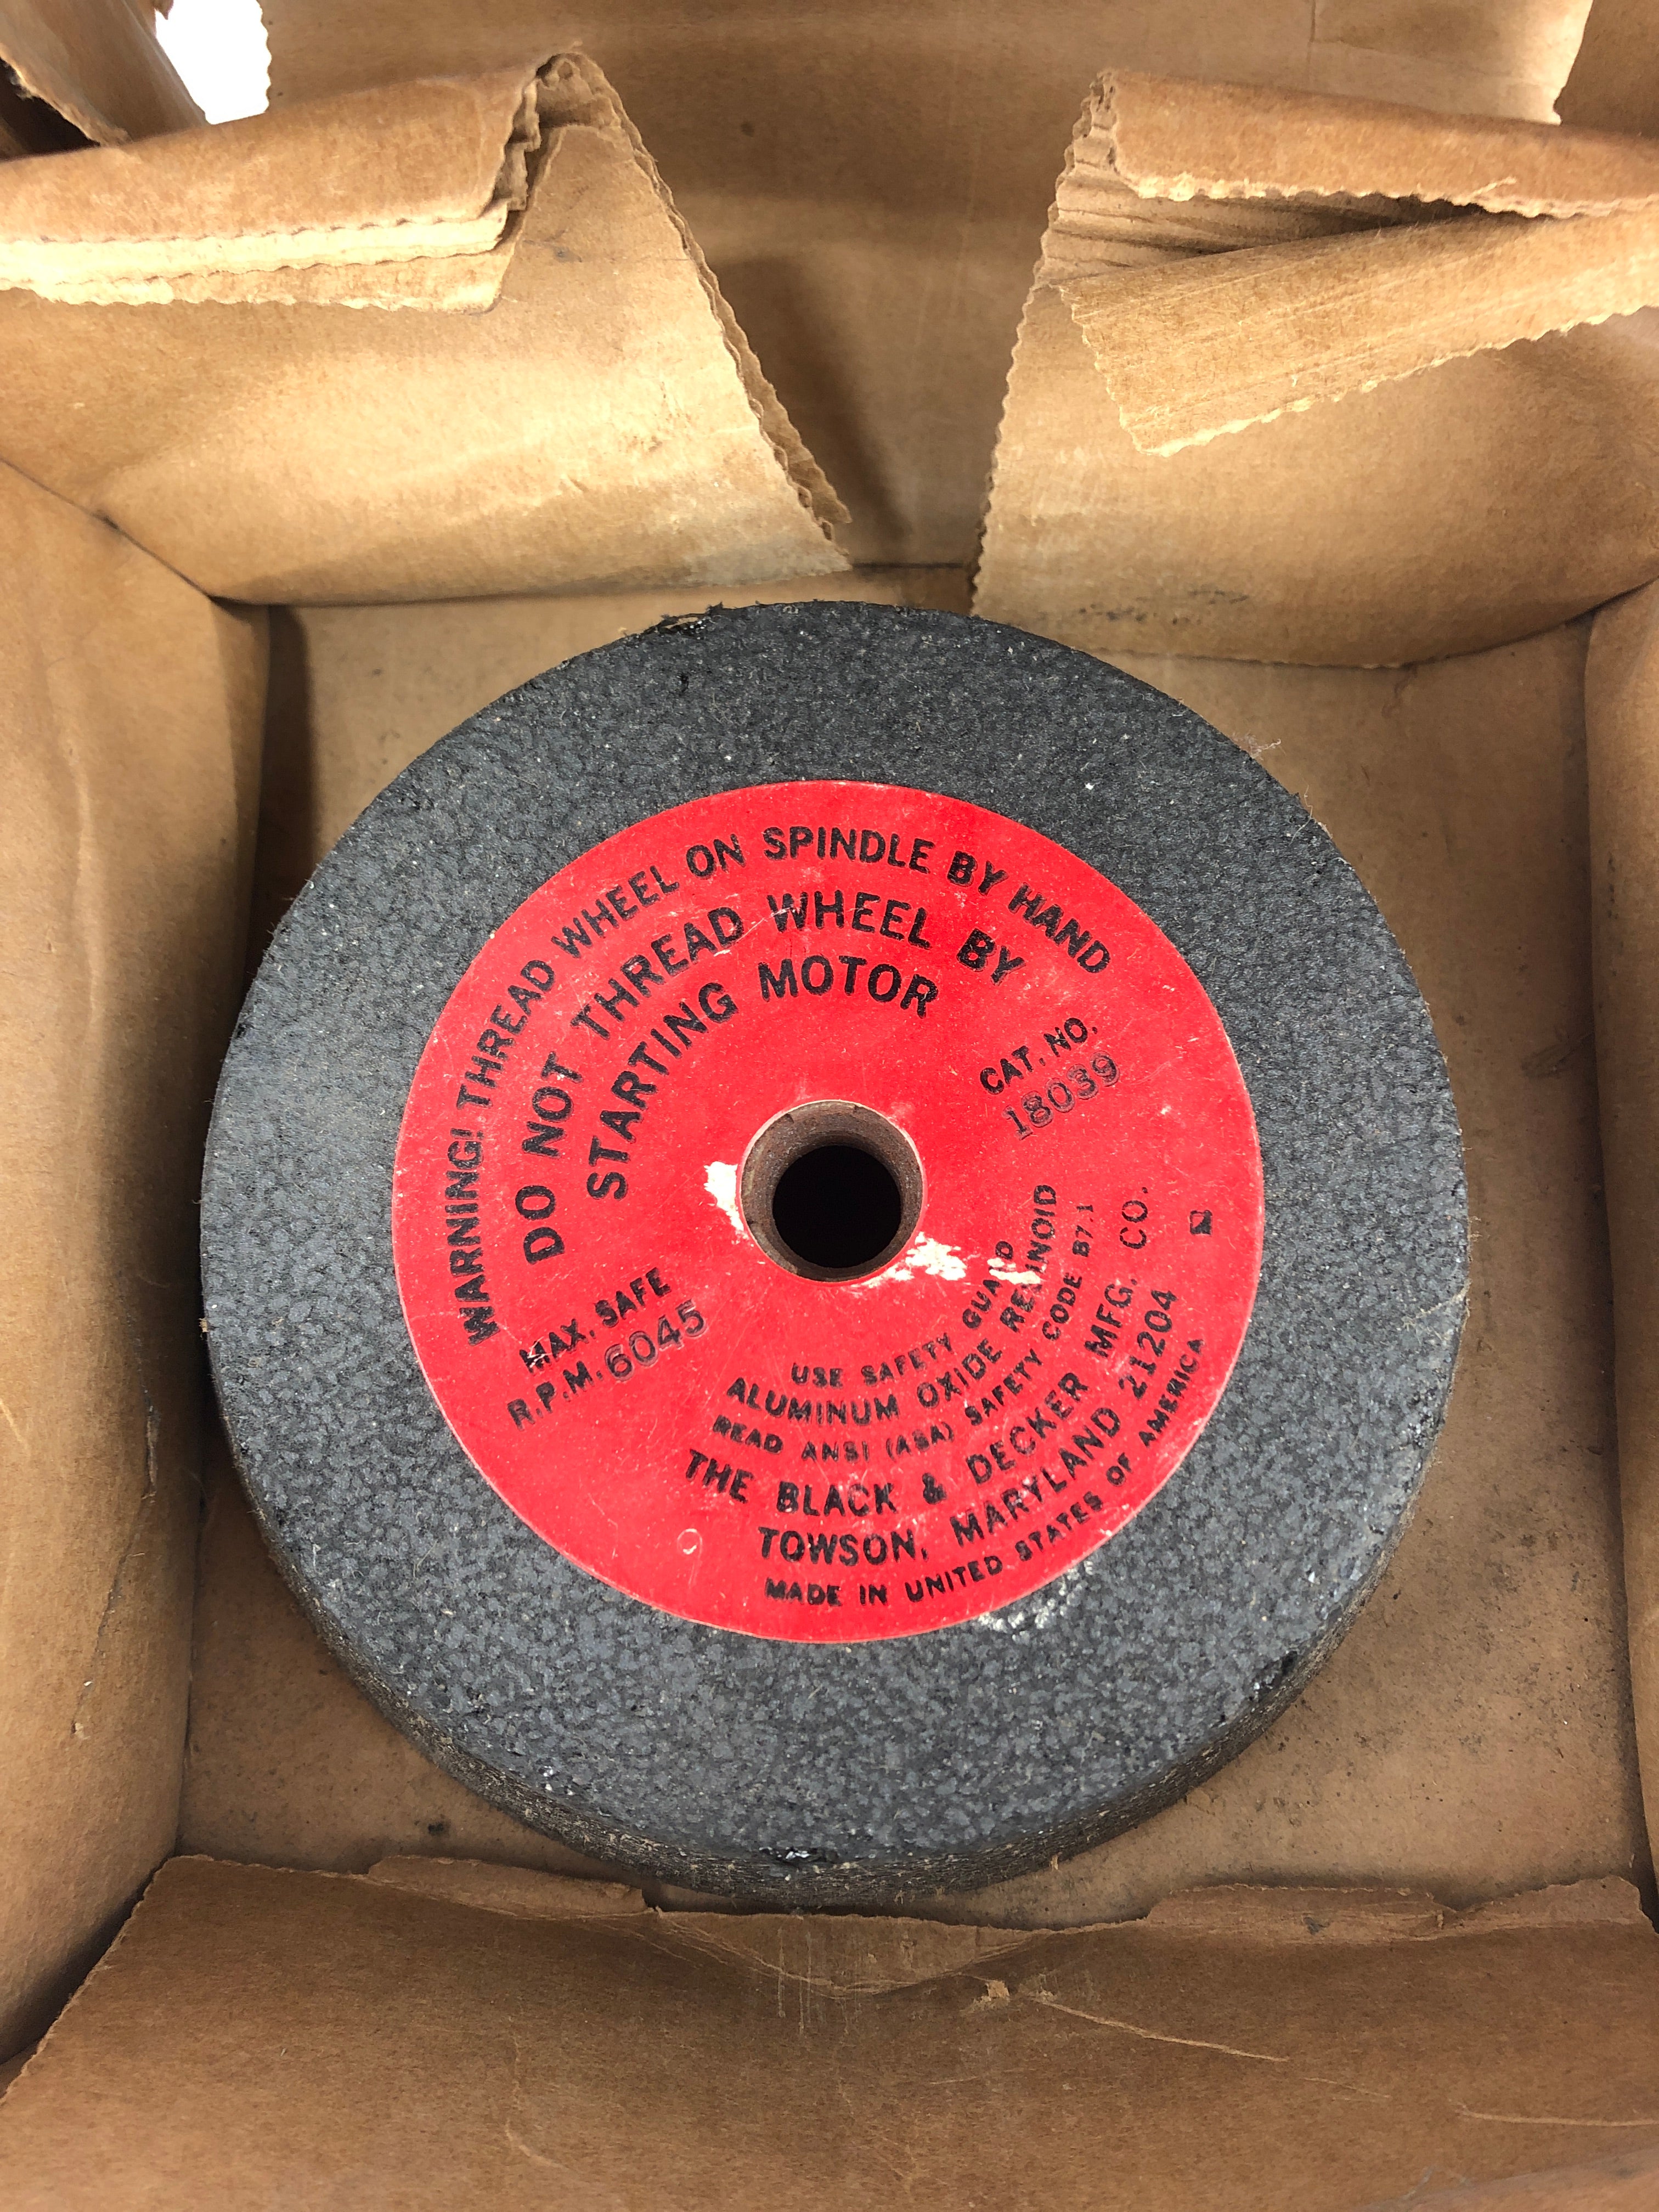 WARNING! THREAD WHEEL ON SPINDLE BY HAND
DO NOT THREAD WHEEL BY
STARTING MOTOR
CAT. NO.
18039
MAX. SAFE
R.P.M. 6045
USE SAFETY GUARD
ALUMINUM OXIDE RESINOID
READ ANSI (ASA) SAFETY CODE B7.1
THE BLACK & DECKER MFG. CO.
TOWSON, MARYLAND 21204
MADE IN UNITED STATES OF AMERICA